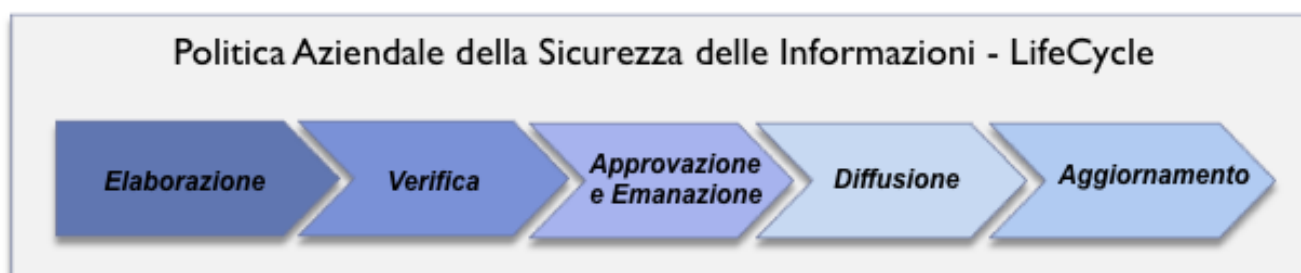 Politica Aziendale della Sicurezza delle Informazioni - LifeCycle
Elaborazione
Verifica
Approvazione
e Emanazione
Diffusione
Aggiornamento